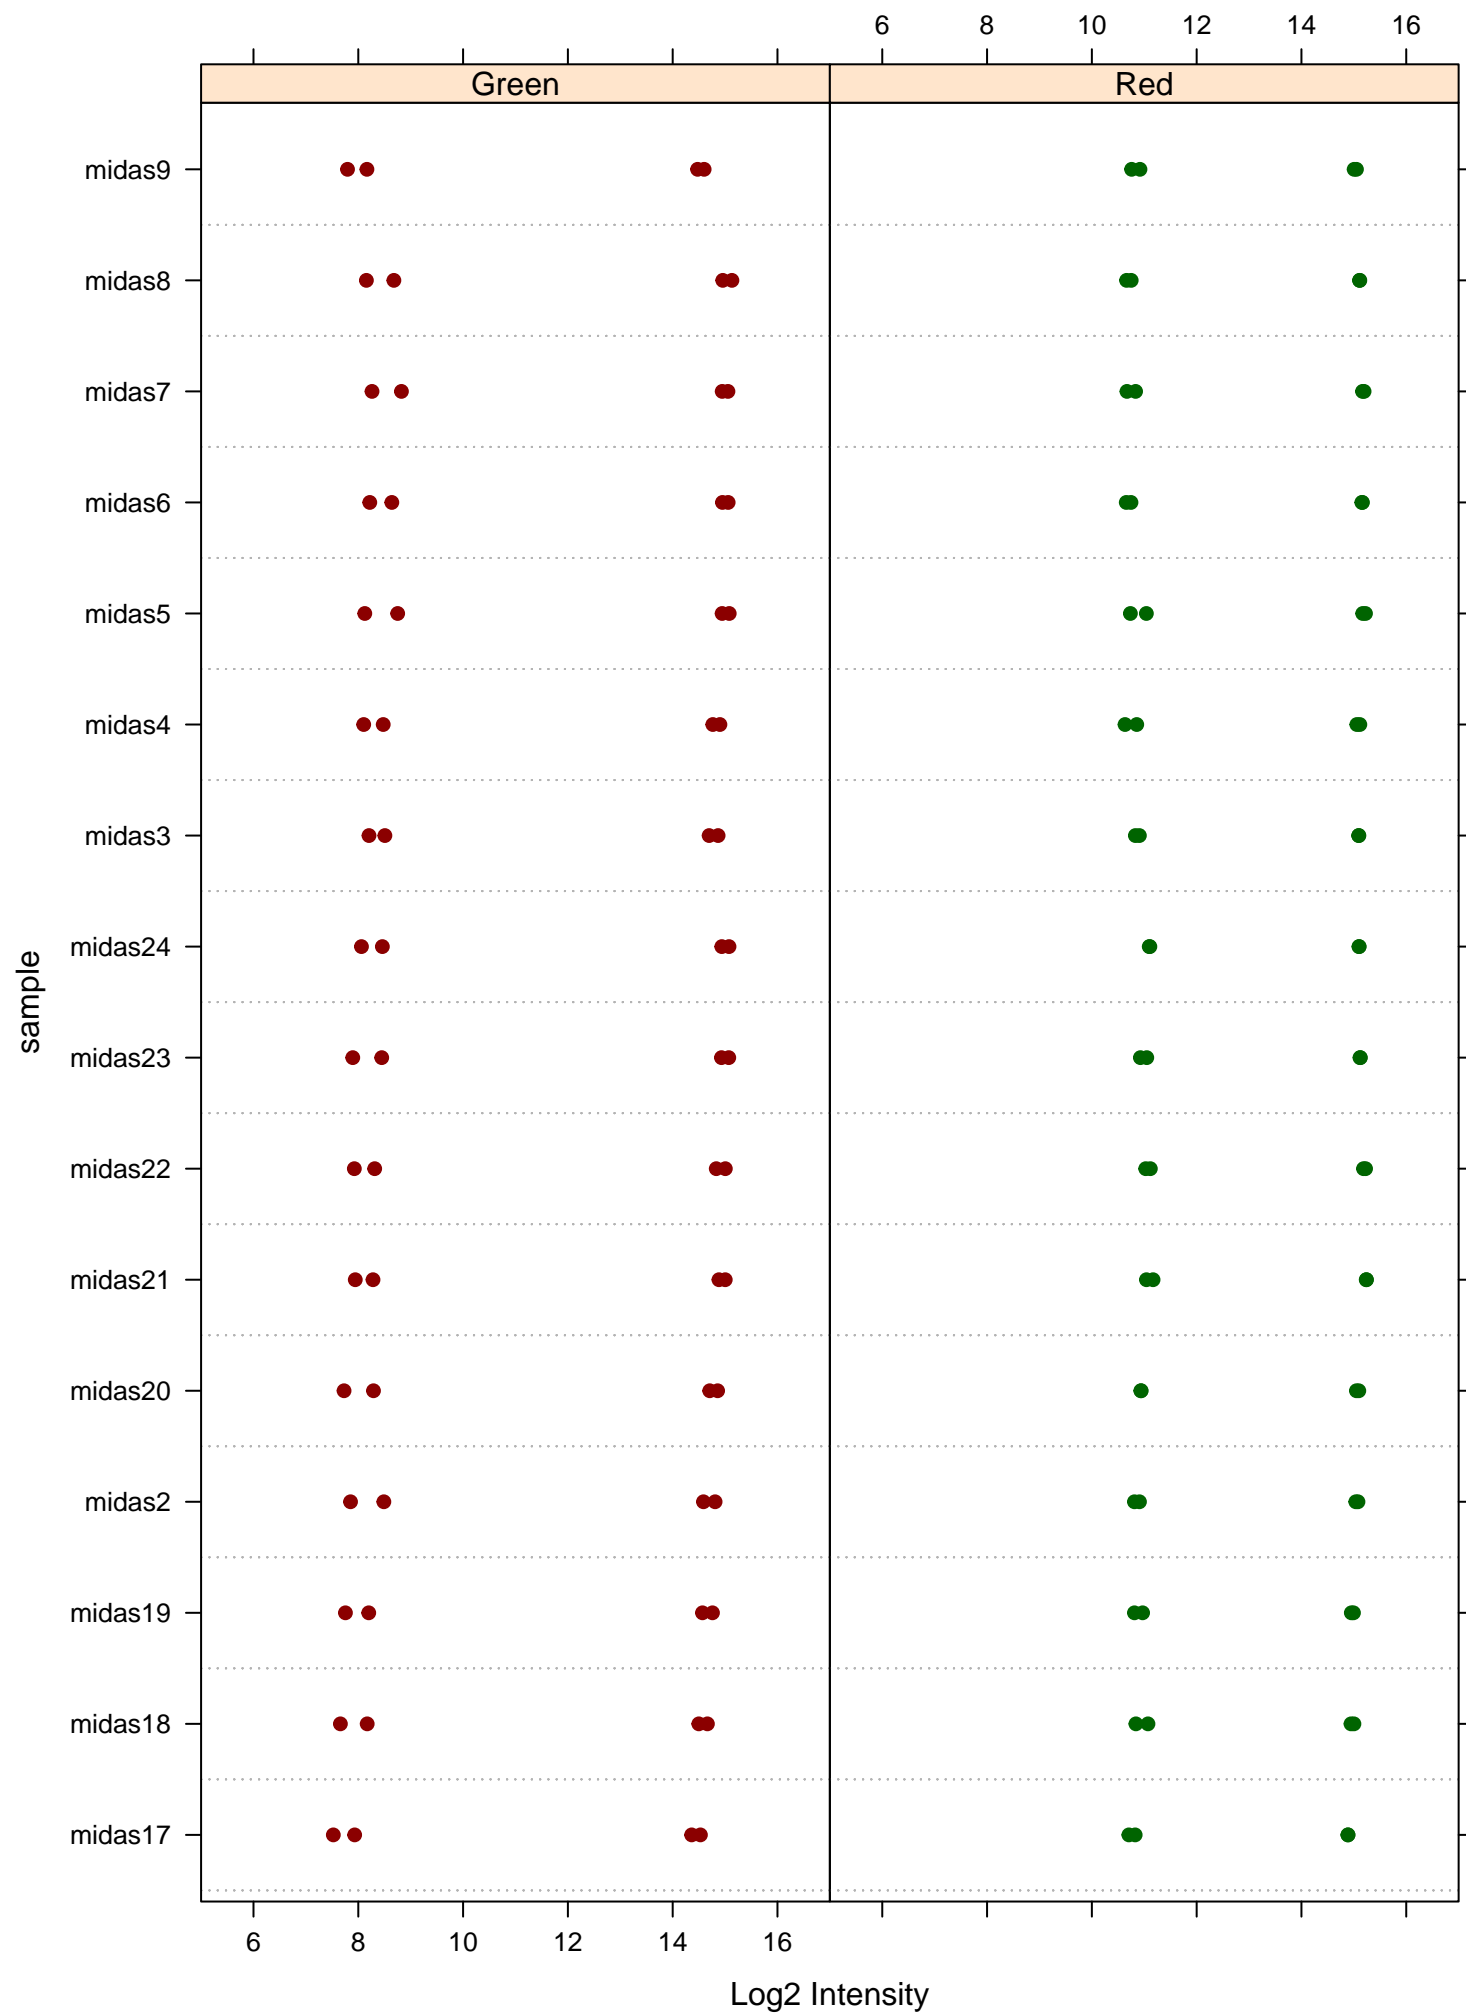 6 8 10 12 14 16
Green Red
midas9
midas8
midas7
midas6
midas5
midas4
midas3
midas24
midas23
midas22
midas21
midas20
midas2
midas19
midas18
midas17
sample
6 8 10 12 14 16
Log2 Intensity